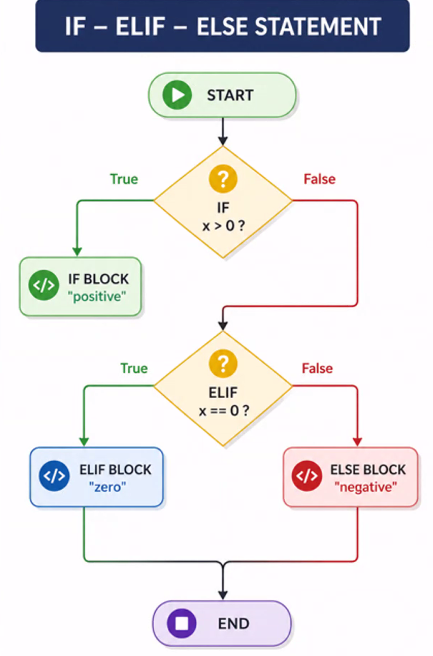 IF – ELIF – ELSE STATEMENT
START
?
IF
x > 0 ?
True
False
</> IF BLOCK
"positive"
?
ELIF
x == 0 ?
True
False
</> ELIF BLOCK
"zero"
</> ELSE BLOCK
"negative"
END